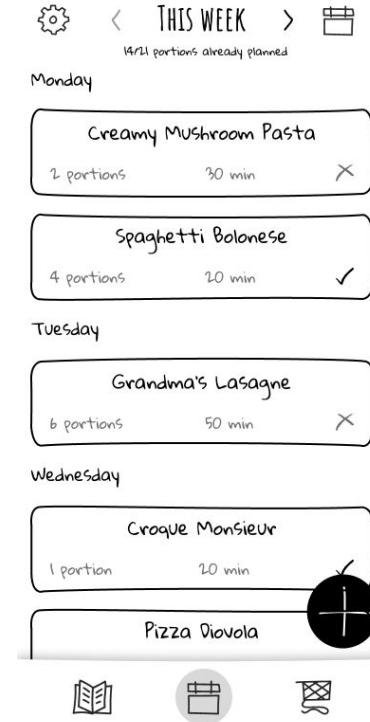 THIS WEEK
14/21 portions already planned
Monday
Creamy Mushroom Pasta
2 portions 30 min
Spaghetti Bolonese
4 portions 20 min
Tuesday
Grandma's Lasagne
6 portions 50 min
Wednesday
Croque Monsieur
1 portion 20 min
Pizza Diovola